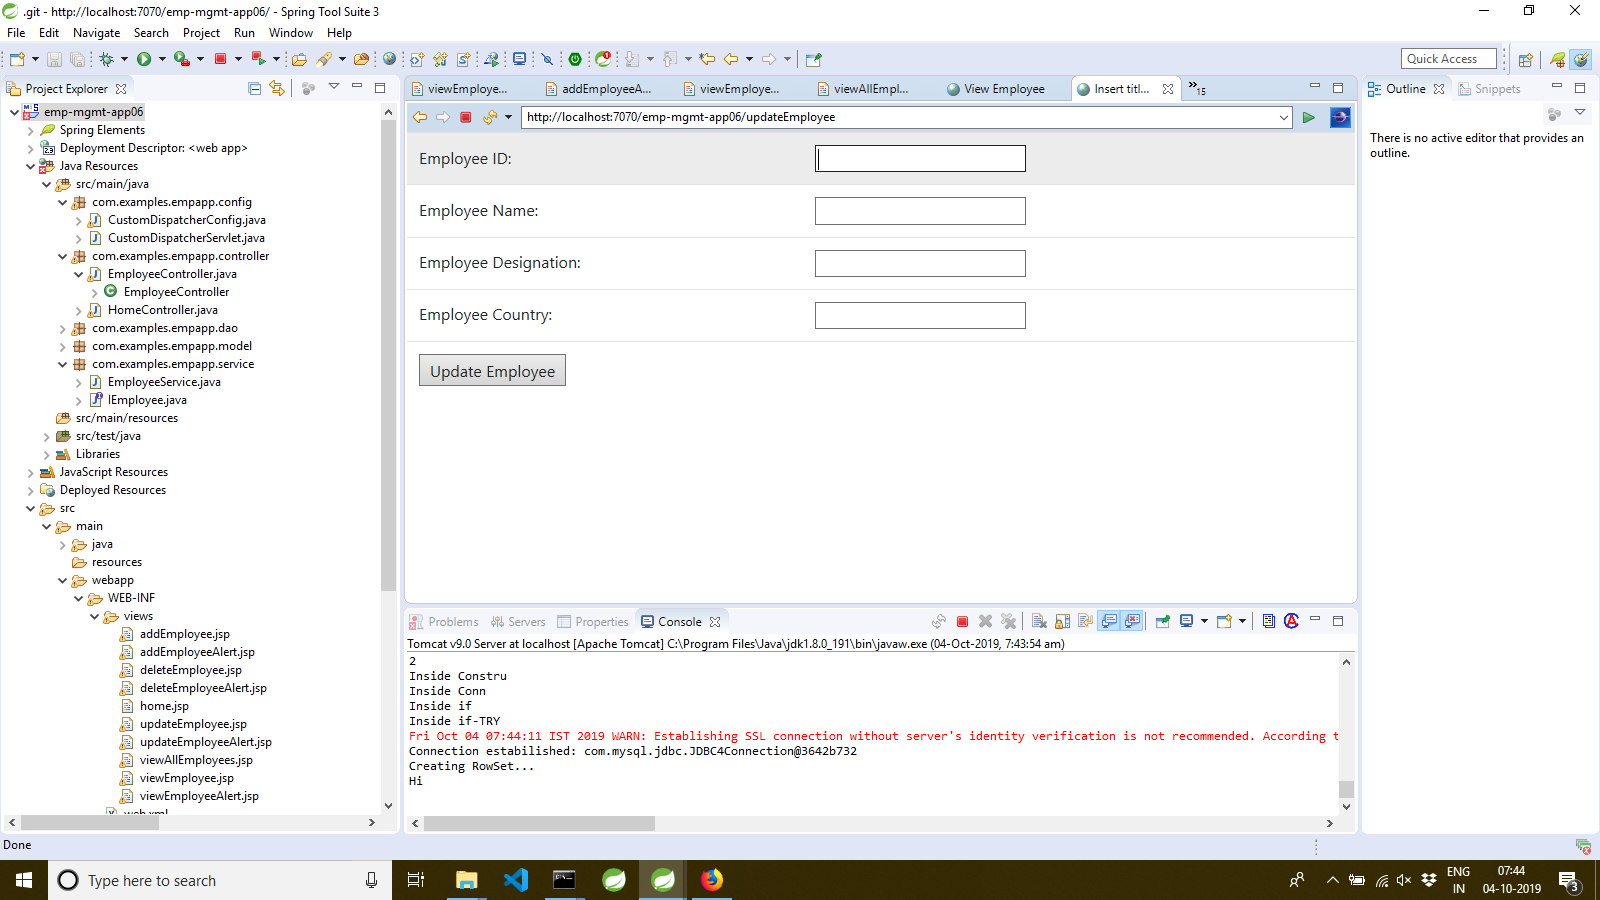 .git - http://localhost:7070/emp-mgmt-app06/ - Spring Tool Suite 3
File Edit Navigate Search Project Run Window Help
Quick Access
Project Explorer
emp-mgmt-app06
Spring Elements
Deployment Descriptor: <web app>
Java Resources
src/main/java
com.examples.empapp.config
CustomDispatcherConfig.java
CustomDispatcherServlet.java
com.examples.empapp.controller
EmployeeController.java
EmployeeController
HomeController.java
com.examples.empapp.dao
com.examples.empapp.model
com.examples.empapp.service
EmployeeService.java
IEmployee.java
src/main/resources
src/test/java
Libraries
JavaScript Resources
Deployed Resources
src
main
java
resources
webapp
WEB-INF
views
addEmployee.jsp
addEmployeeAlert.jsp
deleteEmployee.jsp
deleteEmployeeAlert.jsp
home.jsp
updateEmployee.jsp
updateEmployeeAlert.jsp
viewAllEmployees.jsp
viewEmployee.jsp
viewEmployeeAlert.jsp
web.xml
viewEmploye... addEmployeeA... viewEmploye... viewAllEmpl... View Employee Insert titl... »15
http://localhost:7070/emp-mgmt-app06/updateEmployee
Employee ID:
Employee Name:
Employee Designation:
Employee Country:
Update Employee
Problems Servers Properties Console
Tomcat v9.0 Server at localhost [Apache Tomcat] C:\Program Files\Java\jdk1.8.0_191\bin\javaw.exe (04-Oct-2019, 7:43:54 am)
2
Inside Constru
Inside Conn
Inside if
Inside if-TRY
Fri Oct 04 07:44:11 IST 2019 WARN: Establishing SSL connection without server's identity verification is not recommended. According t
Connection estabilished: com.mysql.jdbc.JDBC4Connection@3642b732
Creating RowSet...
Hi
Outline Snippets
There is no active editor that provides an
outline.
Done
Type here to search
ENG
IN
07:44
04-10-2019
3